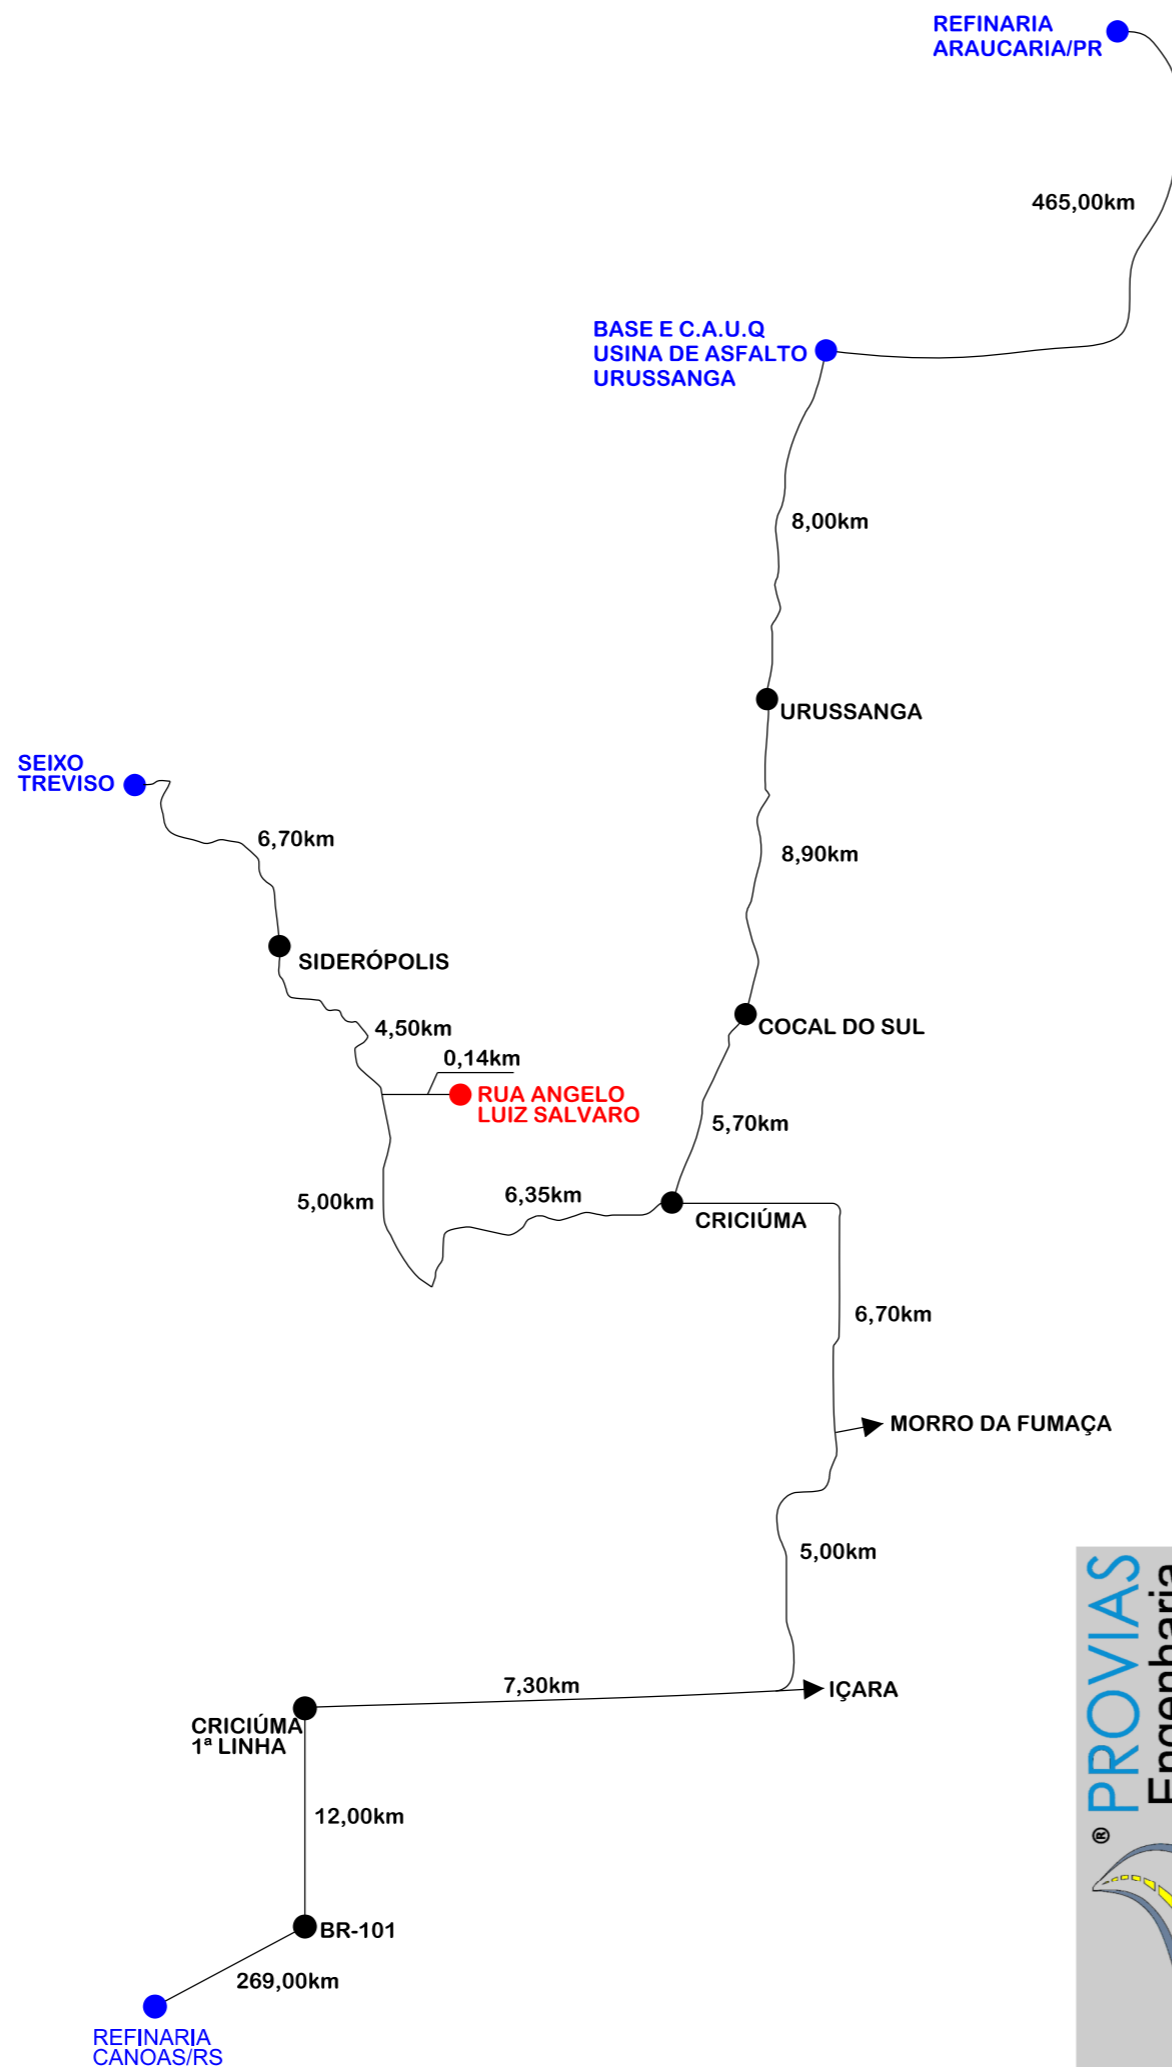 REFINARIA
ARAUCARIA/PR
465,00km
BASE E C.A.U.Q
USINA DE ASFALTO
URUSSANGA
8,00km
URUSSANGA
SEIXO
TREVISO
6,70km
8,90km
SIDERÓPOLIS
4,50km
COCAL DO SUL
0,14km
RUA ANGELO
LUIZ SALVARO
5,70km
5,00km
6,35km
CRICIÚMA
6,70km
MORRO DA FUMAÇA
5,00km
7,30km
IÇARA
CRICIÚMA
1ª LINHA
12,00km
BR-101
269,00km
REFINARIA
CANOAS/RS
® PROVIAS
Engenharia